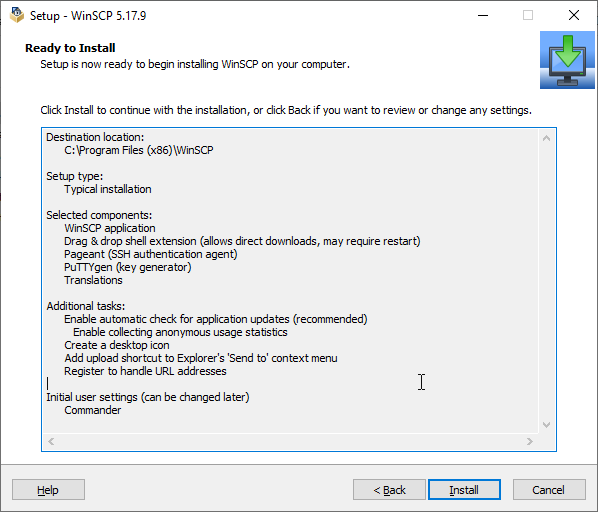 Setup - WinSCP 5.17.9
Ready to Install
Setup is now ready to begin installing WinSCP on your computer.
Click Install to continue with the installation, or click Back if you want to review or change any settings.
Destination location:
C:\Program Files (x86)\WinSCP
Setup type:
Typical installation
Selected components:
WinSCP application
Drag & drop shell extension (allows direct downloads, may require restart)
Pageant (SSH authentication agent)
PuTTYgen (key generator)
Translations
Additional tasks:
Enable automatic check for application updates (recommended)
Enable collecting anonymous usage statistics
Create a desktop icon
Add upload shortcut to Explorer's 'Send to' context menu
Register to handle URL addresses
Initial user settings (can be changed later)
Commander
Help
< Back
Install
Cancel